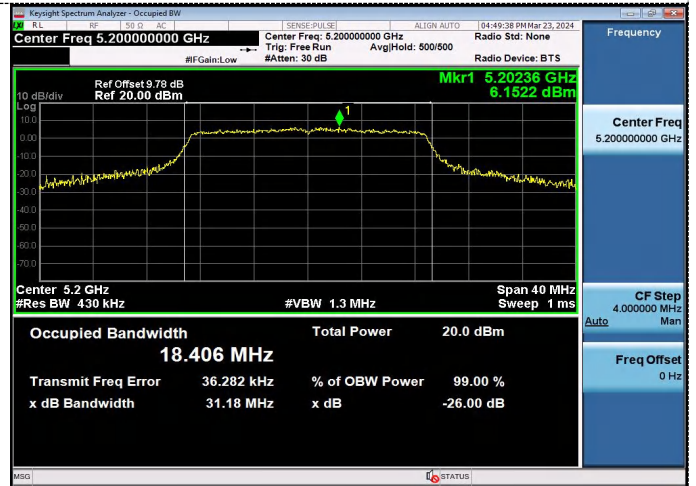 Keysight Spectrum Analyzer - Occupied BW
RL RF 50 Ω AC SENSE:PULSE ALIGN AUTO 04:49:38 PM Mar 23, 2024
Center Freq 5.200000000 GHz
Center Freq: 5.200000000 GHz
Radio Std: None
Trig: Free Run Avg|Hold: 500/500
#IFGain:Low #Atten: 30 dB Radio Device: BTS
Frequency
Ref Offset 9.78 dB
Mkr1 5.20236 GHz
10 dB/div Ref 20.00 dBm
6.1522 dBm
Log
1
10.0
0.00
-10.0
-20.0
-30.0
-40.0
-50.0
-60.0
-70.0
Center Freq
5.200000000 GHz
Center 5.2 GHz Span 40 MHz
#Res BW 430 kHz #VBW 1.3 MHz Sweep 1 ms
CF Step
4.000000 MHz
Auto Man
Occupied Bandwidth Total Power 20.0 dBm
18.406 MHz
Transmit Freq Error 36.282 kHz % of OBW Power 99.00 %
x dB Bandwidth 31.18 MHz x dB -26.00 dB
Freq Offset
0 Hz
MSG STATUS